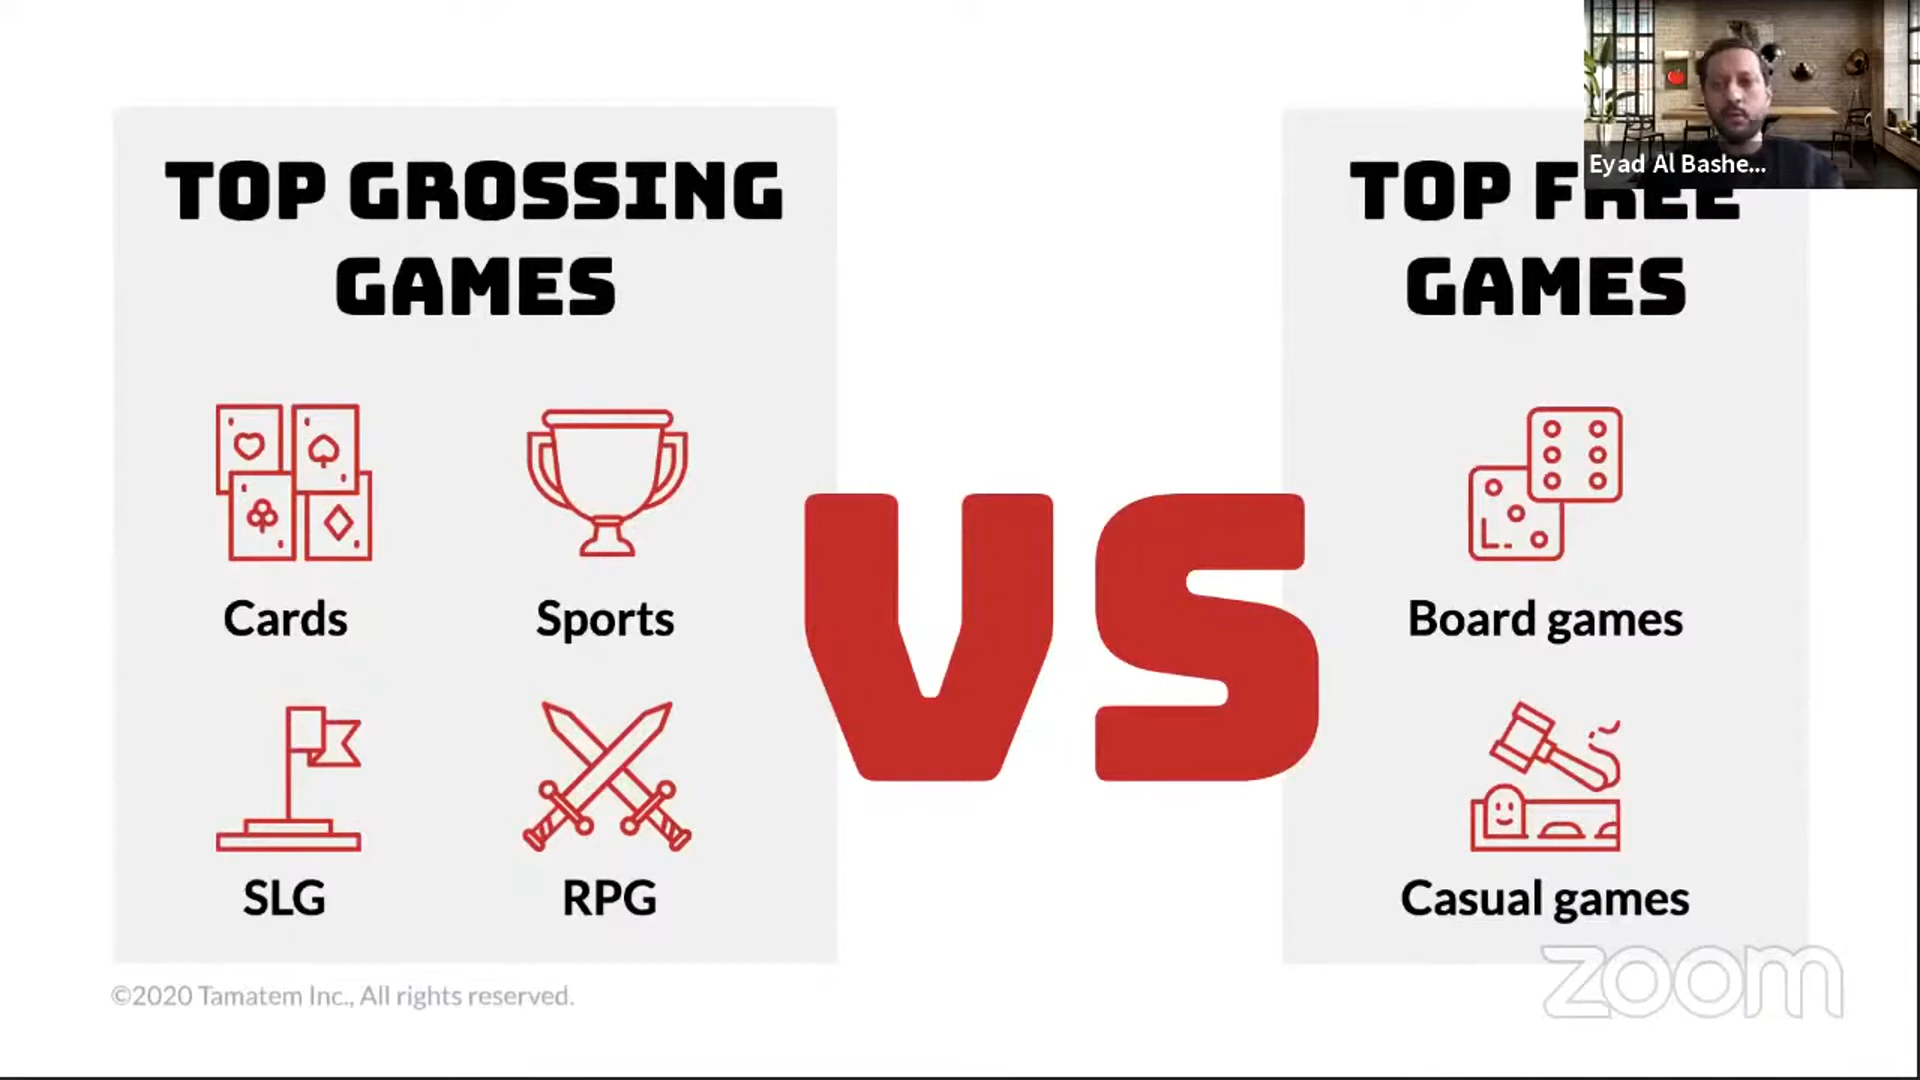 TOP GROSSING
GAMES
Cards
Sports
SLG
RPG
VS
TOP FREE
GAMES
Board games
Casual games
Eyad Al Bashe...
©2020 Tamatem Inc., All rights reserved.
zoom